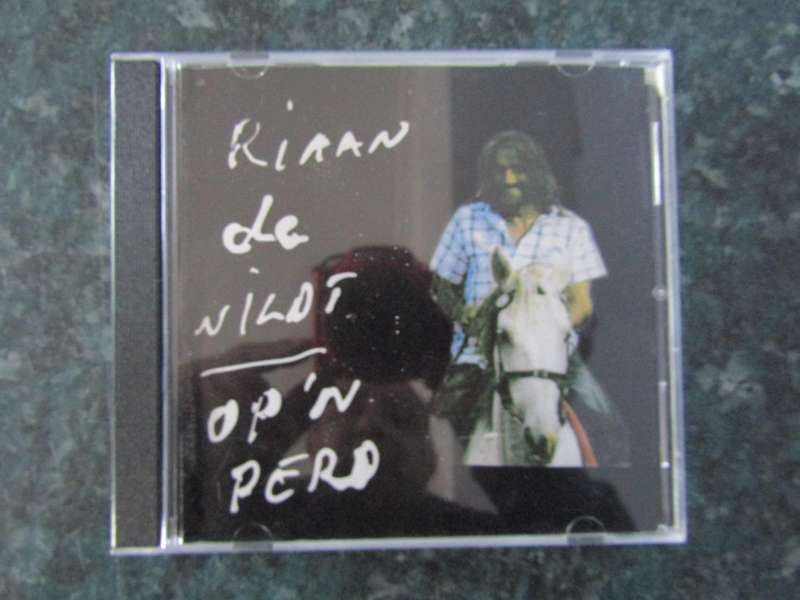 RIAAN
de
WILDT
OP 'N
PERD